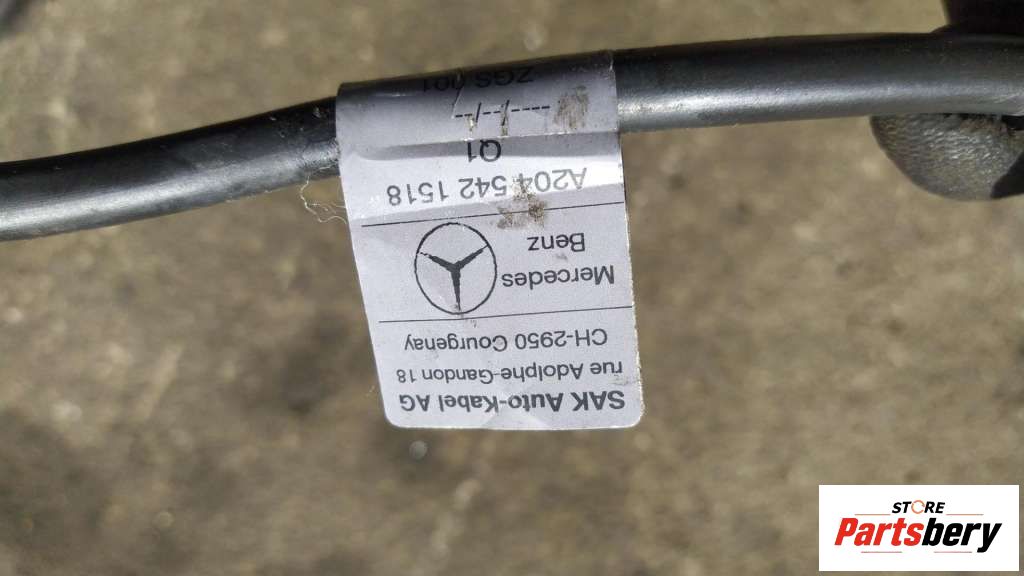 SAK Auto-Kabel AG
rue Adolphe-Gandon 18
CH-2950 Courgenay
Mercedes
Benz
A204 542 1518
Q1
----/--/--
ZGS 001
STORE
Partsbery